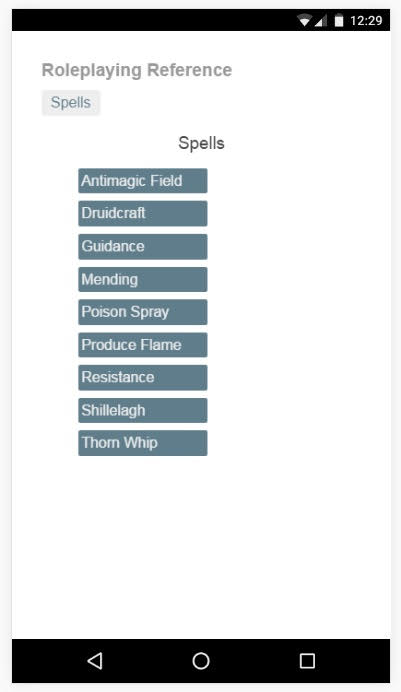 12:29
Roleplaying Reference
Spells
Spells
Antimagic Field
Druidcraft
Guidance
Mending
Poison Spray
Produce Flame
Resistance
Shillelagh
Thorn Whip